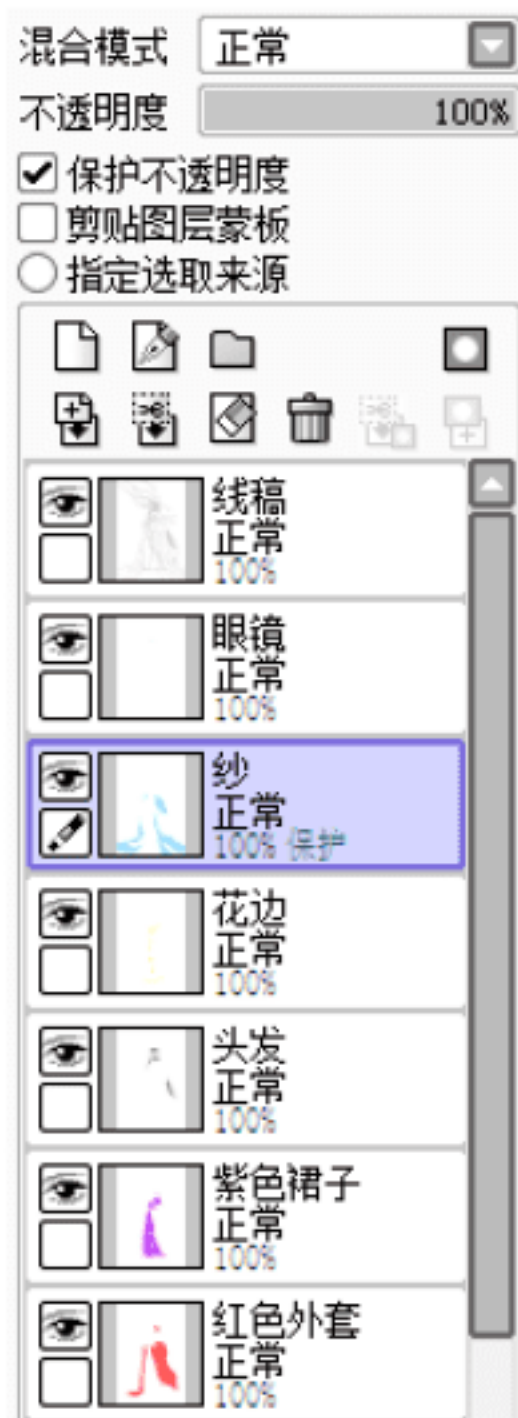 混合模式 正常
不透明度 100%
保护不透明度
剪贴图层蒙板
指定选取来源
线稿
正常
100%
眼镜
正常
100%
纱
正常
100% 保护
花边
正常
100%
头发
正常
100%
紫色裙子
正常
100%
红色外套
正常
100%